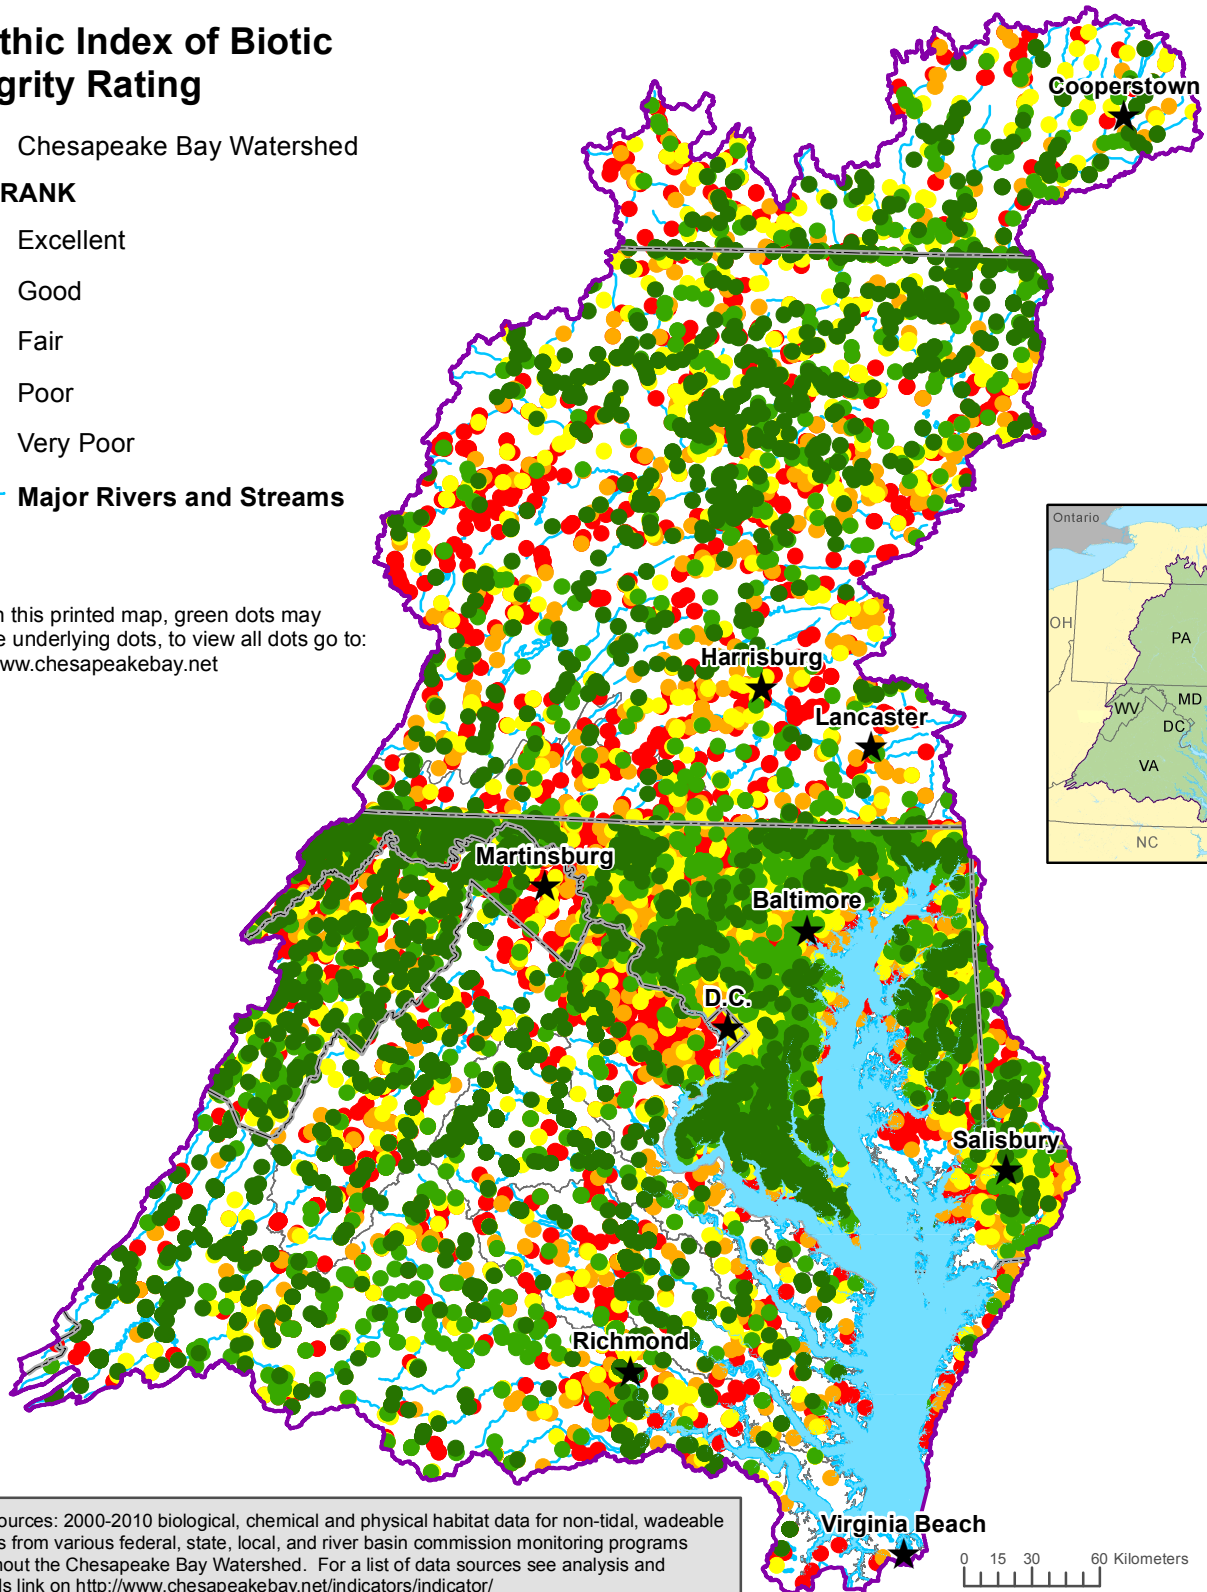 thic Index of Biotic
grity Rating
Chesapeake Bay Watershed
RANK
Excellent
Good
Fair
Poor
Very Poor
Major Rivers and Streams
n this printed map, green dots may
e underlying dots, to view all dots go to:
ww.chesapeakebay.net
Cooperstown
Harrisburg
Lancaster
Martinsburg
Baltimore
D.C.
Salisbury
Richmond
Virginia Beach
Ontario
OH
PA
WV
MD
DC
VA
NC
ources: 2000-2010 biological, chemical and physical habitat data for non-tidal, wadeable
s from various federal, state, local, and river basin commission monitoring programs
hout the Chesapeake Bay Watershed. For a list of data sources see analysis and
ds link on http://www.chesapeakebay.net/indicators/indicator/
0 15 30 60 Kilometers